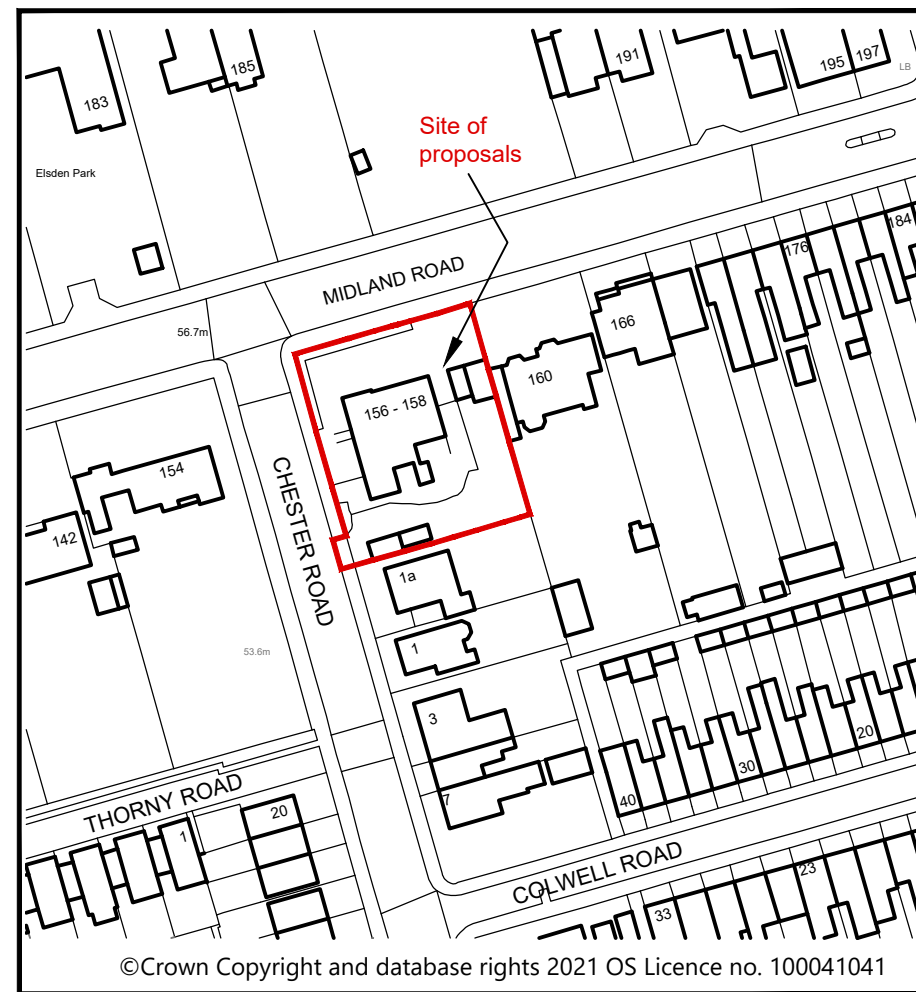 185
191
195
197
LB
183
Site of
proposals
Elsden Park
184
176
MIDLAND ROAD
56.7m
166
160
156 - 158
154
CHESTER ROAD
142
1a
53.6m
1
3
20
30
THORNY ROAD
20
7
40
1
COLWELL ROAD
23
33
©Crown Copyright and database rights 2021 OS Licence no. 100041041